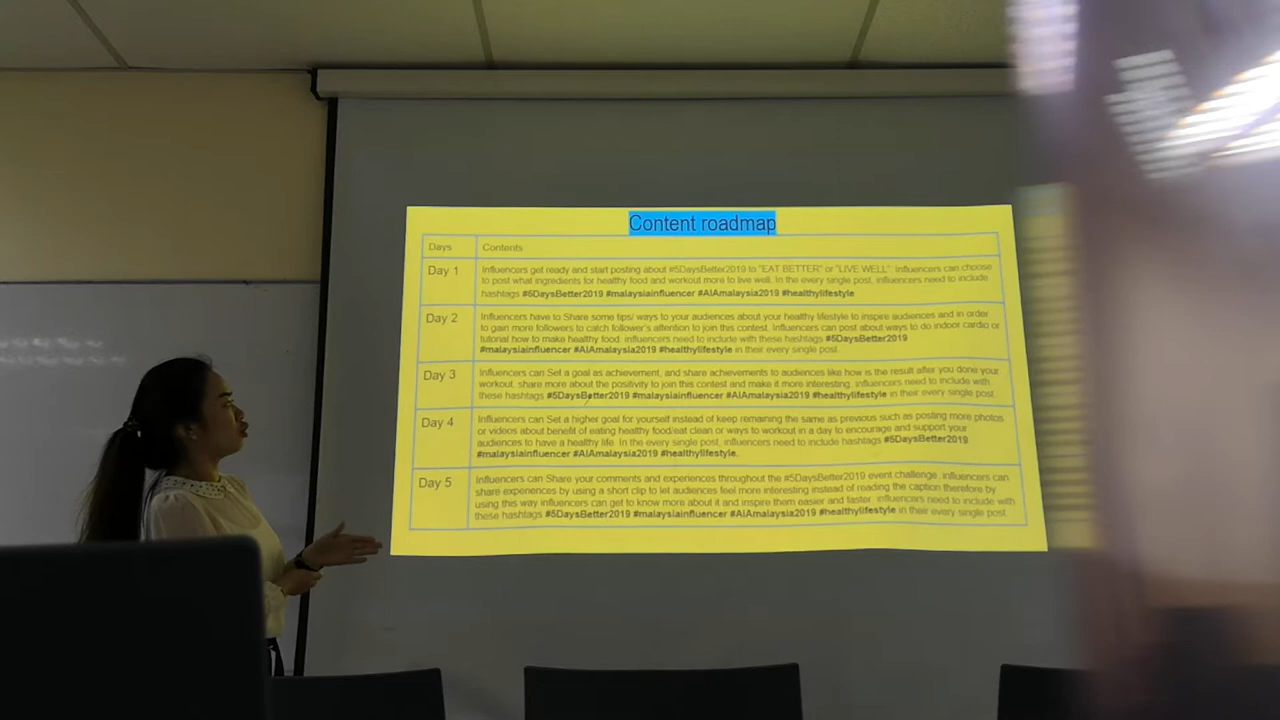 Content roadmap
Days Contents
Day 1 Influencers get ready and start posting about #5DaysBetter2019 to "EAT BETTER" or "LIVE WELL". Influencers can choose
to post what ingredients for healthy food and workout more to live well. In the every single post, influencers need to include
hashtags #5DaysBetter2019 #malaysiainfluencer #AIAmalaysia2019 #healthylifestyle
Day 2 Influencers have to Share some tips/ ways to your audiences about your healthy lifestyle to inspire audiences and in order
to gain more followers to catch follower's attention to join this contest. Influencers can post about ways to do indoor cardio or
tutorial how to make healthy food. influencers need to include with these hashtags #5DaysBetter2019
#malaysiainfluencer #AIAmalaysia2019 #healthylifestyle in their every single post.
Day 3 Influencers can Set a goal as achievement, and share achievements to audiences like how is the result after you done your
workout. share more about the positivity to join this contest and make it more interesting. influencers need to include with
these hashtags #5DaysBetter2019 #malaysiainfluencer #AIAmalaysia2019 #healthylifestyle in their every single post.
Day 4 Influencers can Set a higher goal for yourself instead of keep remaining the same as previous such as posting more photos
or videos about benefit of eating healthy food/eat clean or ways to workout in a day to encourage and support your
audiences to have a healthy life. In the every single post, influencers need to include hashtags #5DaysBetter2019
#malaysiainfluencer #AIAmalaysia2019 #healthylifestyle.
Day 5 Influencers can Share your comments and experiences throughout the #5DaysBetter2019 event challenge. influencers can
share experiences by using a short clip to let audiences feel more interesting instead of reading the caption therefore by
using this way influencers can get to know more about it and inspire them easier and faster. influencers need to include with
these hashtags #5DaysBetter2019 #malaysiainfluencer #AIAmalaysia2019 #healthylifestyle in their every single post.